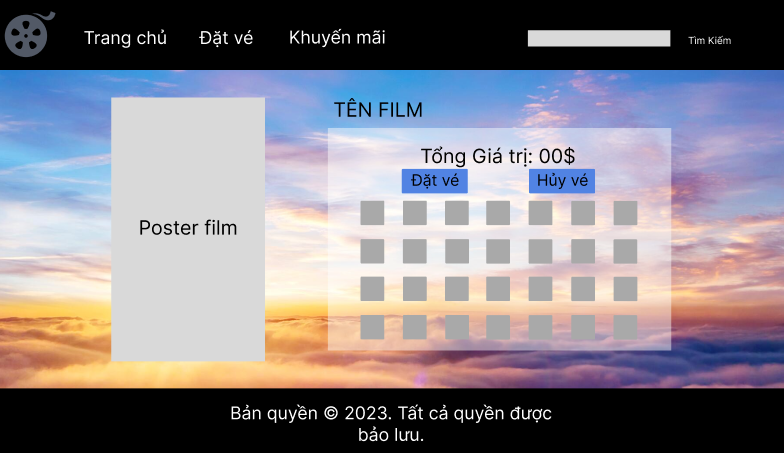 Trang chủ
Đặt vé
Khuyến mãi
Tìm Kiếm
TÊN FILM
Tổng Giá trị: 00$
Đặt vé
Hủy vé
Poster film
Bản quyền © 2023. Tất cả quyền được
bảo lưu.